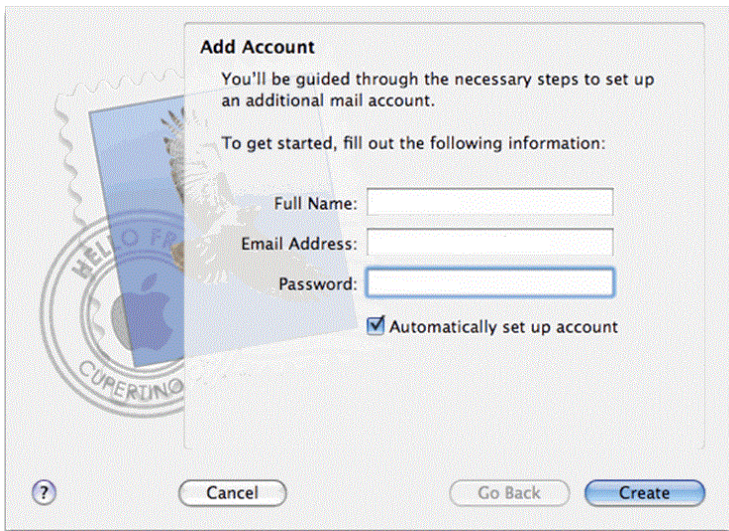 Add Account
You'll be guided through the necessary steps to set up
an additional mail account.
To get started, fill out the following information:
Full Name:
Email Address:
Password:
Automatically set up account
HELLO FR
CUPERTINO
?
Cancel
Go Back
Create